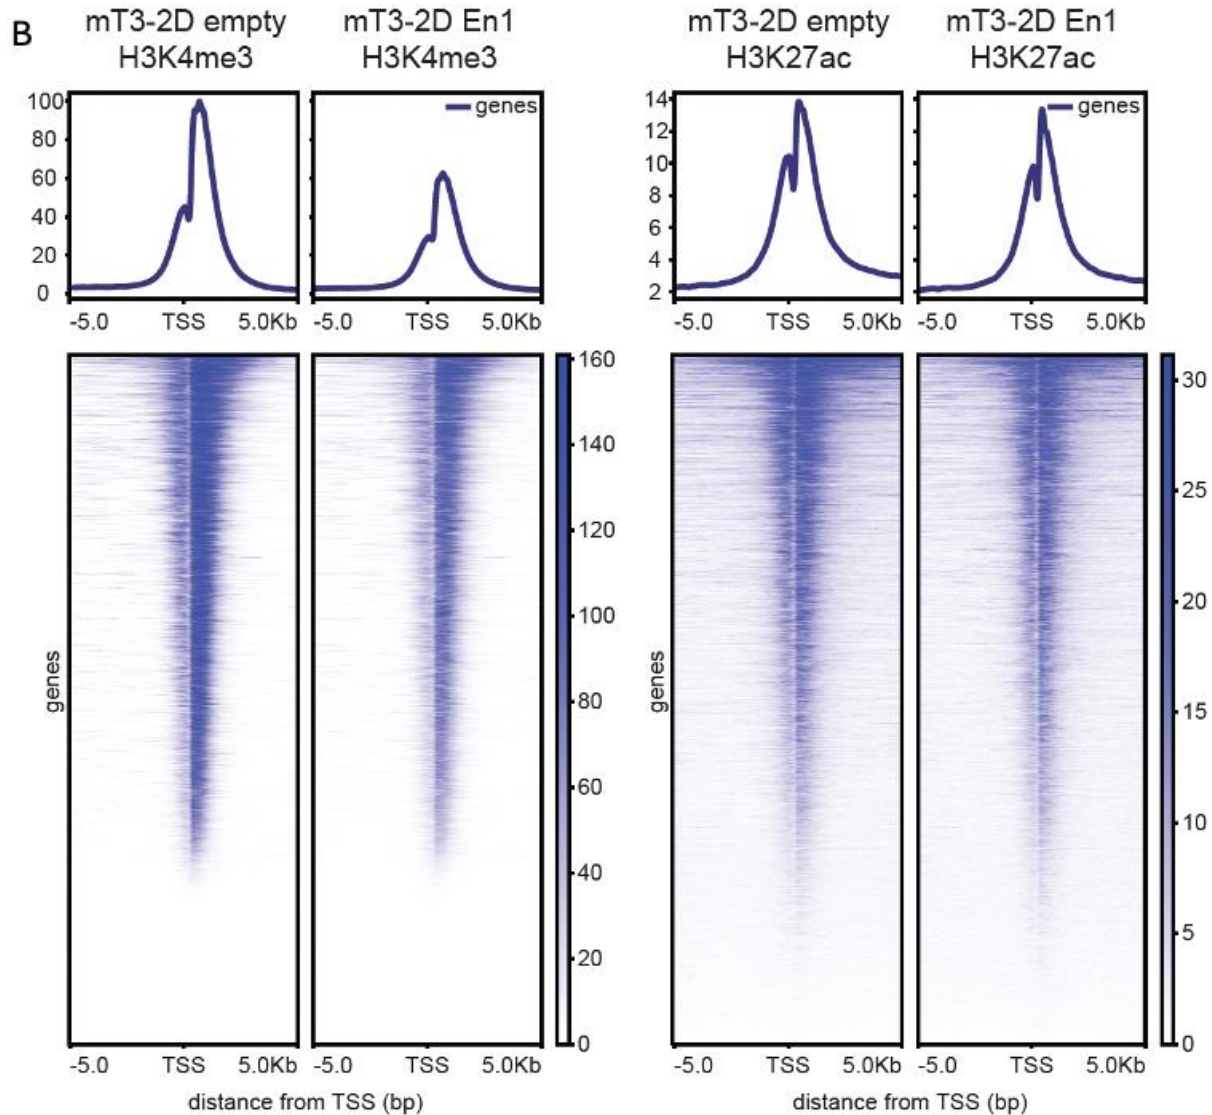 B
mT3-2D empty
H3K4me3
mT3-2D En1
H3K4me3
mT3-2D empty
H3K27ac
mT3-2D En1
H3K27ac
100
80
60
40
20
0
genes
14
12
10
8
6
4
2
genes
-5.0 TSS 5.0Kb
-5.0 TSS 5.0Kb
-5.0 TSS 5.0Kb
-5.0 TSS 5.0Kb
genes
160
140
120
100
80
60
40
20
0
genes
30
25
20
15
10
5
0
-5.0 TSS 5.0Kb
-5.0 TSS 5.0Kb
-5.0 TSS 5.0Kb
-5.0 TSS 5.0Kb
distance from TSS (bp)
distance from TSS (bp)